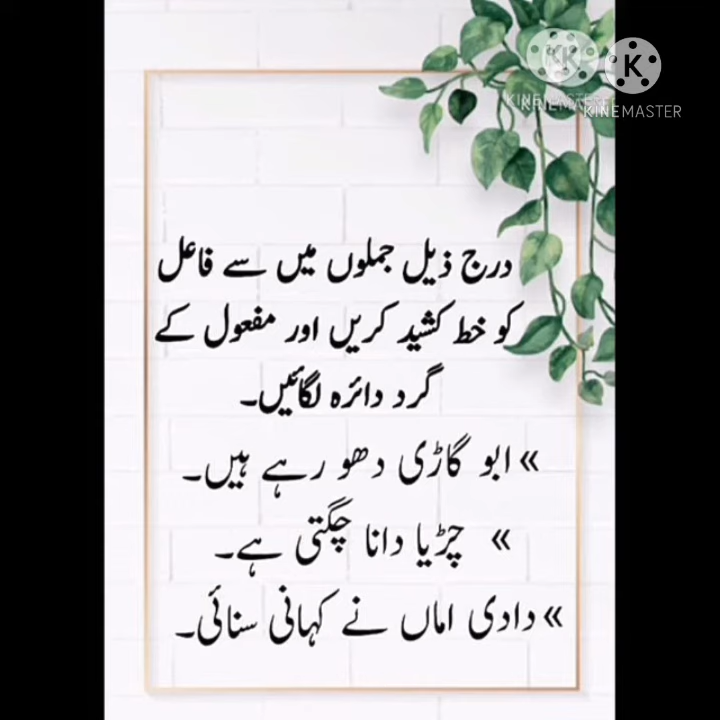 KINEMASTER
KINEMASTER
درج ذیل جملوں میں سے فاعل
کو خط کشید کریں اور مفعول کے
گرد دائرہ لگائیں۔
» ابو گاڑی دھو رہے ہیں۔
» چڑیا دانا چگتی ہے۔
» دادی اماں نے کہانی سنائی۔